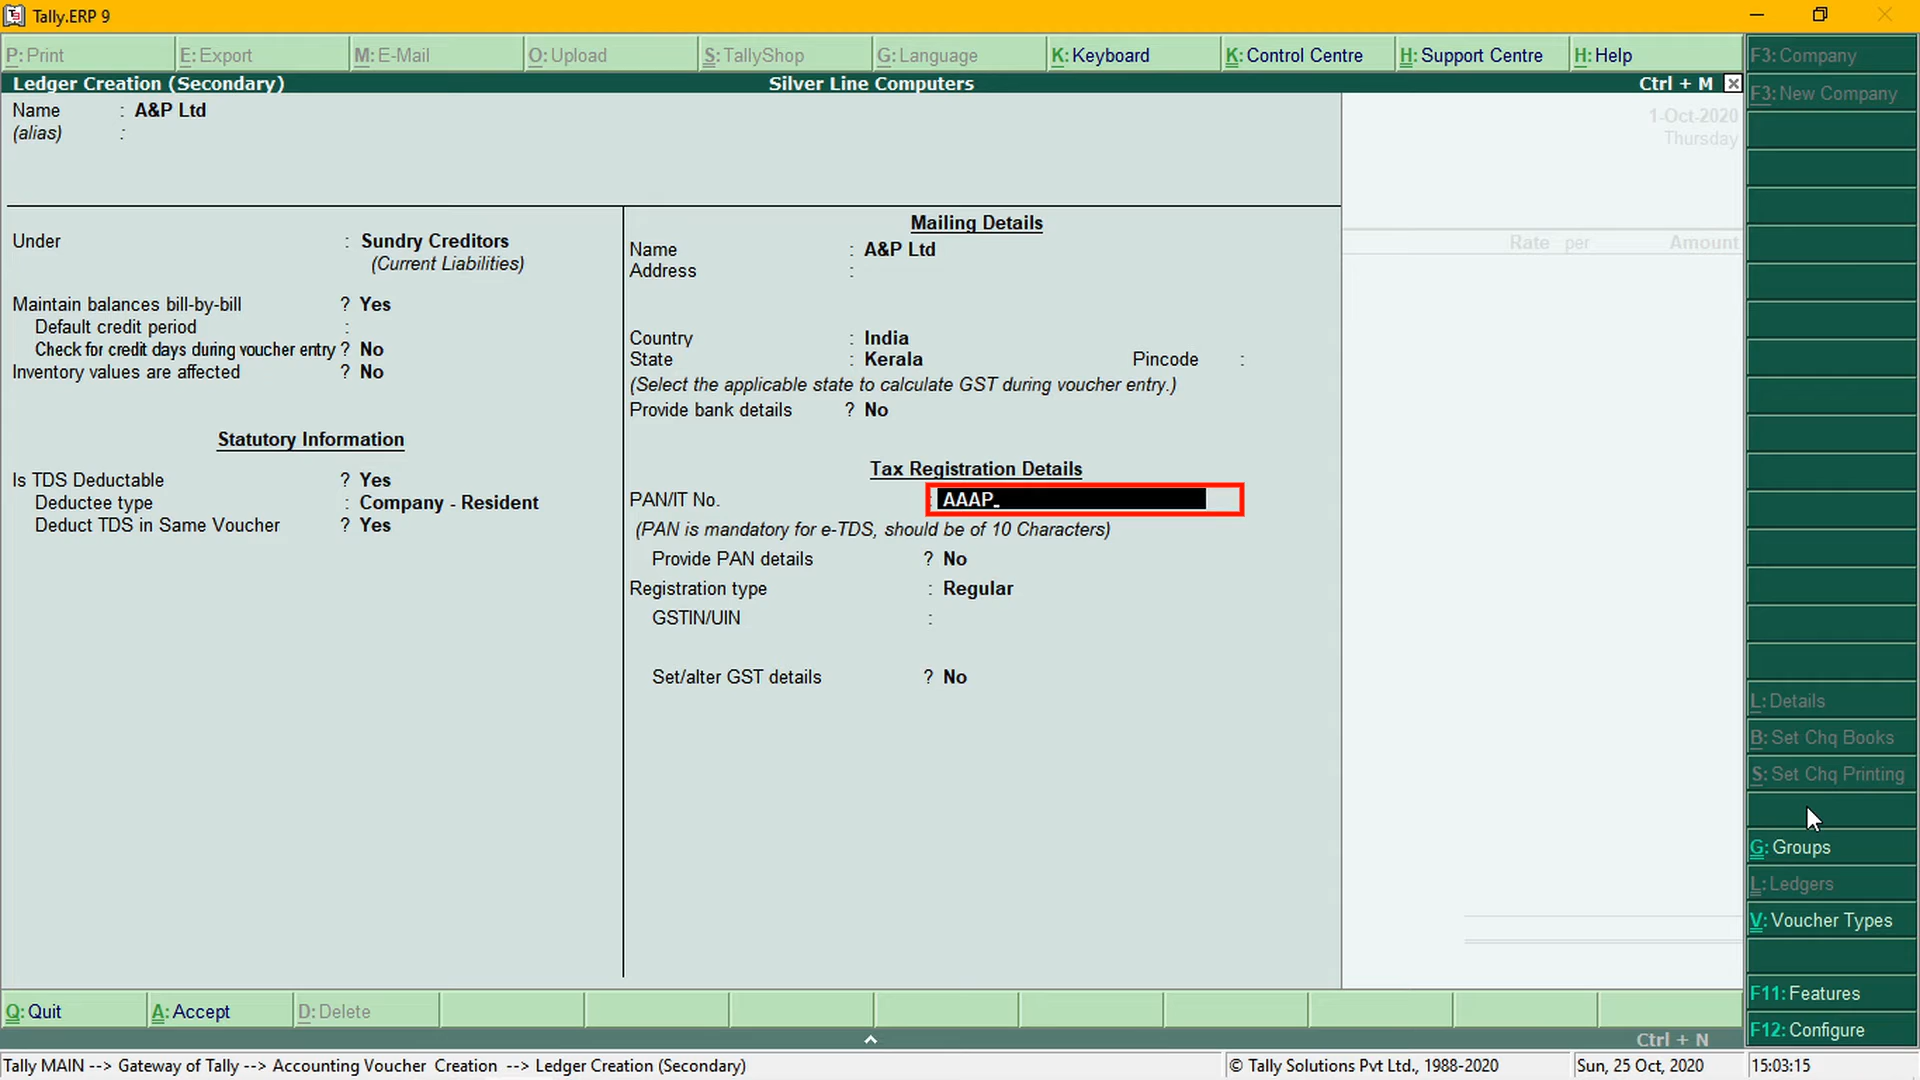 Tally.ERP 9
P: Print E: Export M: E-Mail O: Upload S: TallyShop G: Language K: Keyboard K: Control Centre H: Support Centre H: Help F3: Company
Ledger Creation (Secondary) Silver Line Computers Ctrl + M
F3: New Company
Name : A&P Ltd
(alias) :
1-Oct-2020
Thursday
Mailing Details
Under : Sundry Creditors
(Current Liabilities)
Name : A&P Ltd
Address :
Rate per Amount
Maintain balances bill-by-bill ? Yes
Default credit period :
Check for credit days during voucher entry ? No
Inventory values are affected ? No
Country : India
State : Kerala Pincode :
(Select the applicable state to calculate GST during voucher entry.)
Provide bank details ? No
Statutory Information
Is TDS Deductable ? Yes
Deductee type : Company - Resident
Deduct TDS in Same Voucher ? Yes
Tax Registration Details
PAN/IT No. : AAAP_
(PAN is mandatory for e-TDS, should be of 10 Characters)
Provide PAN details ? No
Registration type : Regular
GSTIN/UIN :
Set/alter GST details ? No
L: Details
B: Set Chq Books
S: Set Chq Printing
G: Groups
L: Ledgers
V: Voucher Types
F11: Features
F12: Configure
Q: Quit A: Accept D: Delete
Ctrl + N
Tally MAIN --> Gateway of Tally --> Accounting Voucher Creation --> Ledger Creation (Secondary) © Tally Solutions Pvt Ltd., 1988-2020 Sun, 25 Oct, 2020 15:03:15